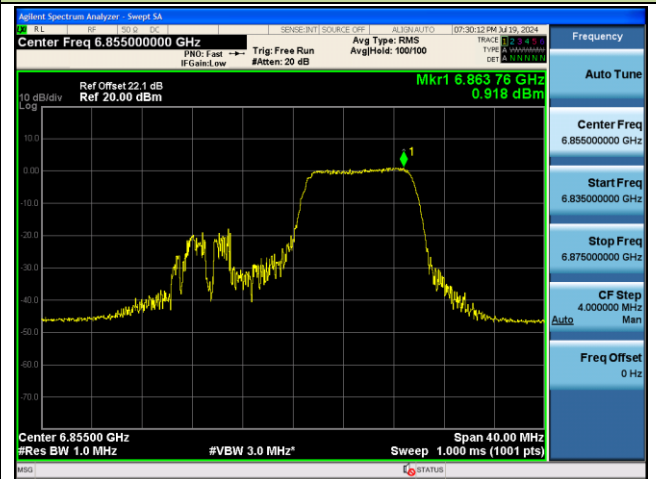 Agilent Spectrum Analyzer - Swept SA
RL RF 50 Ω DC SENSE:INT SOURCE OFF ALIGNAUTO 07:30:12 PM Jul 19, 2024
Center Freq 6.855000000 GHz
PNO: Fast
IFGain:Low
Trig: Free Run
#Atten: 20 dB
Avg Type: RMS
Avg|Hold: 100/100
TRACE 1 2 3 4 5 6
TYPE A
DET A N N N N N
Frequency
Auto Tune
Center Freq
6.855000000 GHz
Start Freq
6.835000000 GHz
Stop Freq
6.875000000 GHz
CF Step
4.000000 MHz
Auto Man
Freq Offset
0 Hz
Mkr1 6.863 76 GHz
0.918 dBm
Ref Offset 22.1 dB
10 dB/div Ref 20.00 dBm
Log
1
10.0
0.00
-10.0
-20.0
-30.0
-40.0
-50.0
-60.0
-70.0
Center 6.85500 GHz Span 40.00 MHz
#Res BW 1.0 MHz #VBW 3.0 MHz* Sweep 1.000 ms (1001 pts)
MSG STATUS